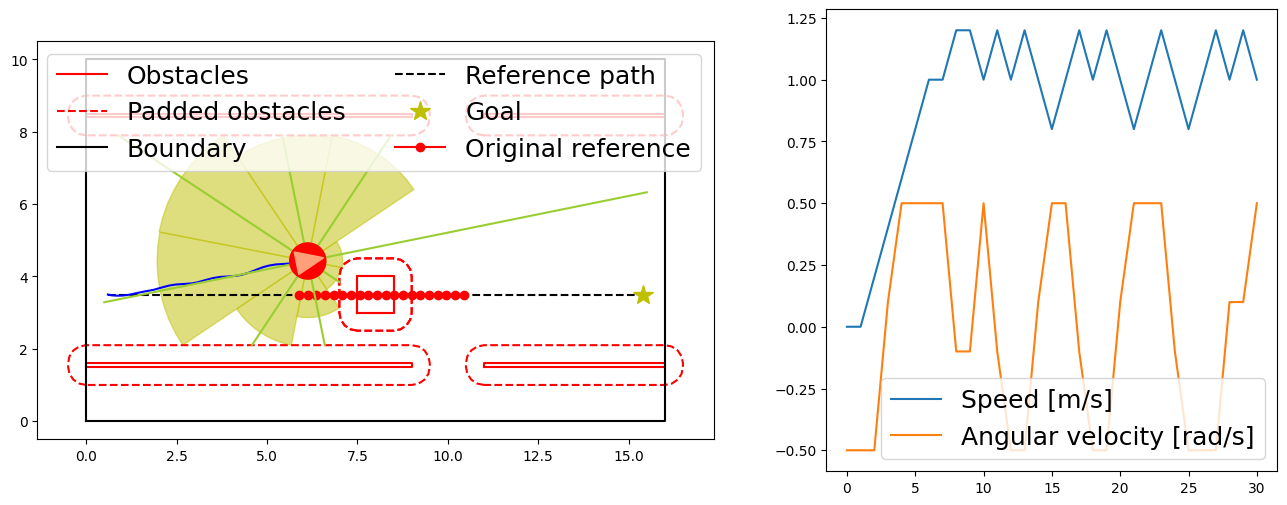 10
8
6
4
2
0
0.0 2.5 5.0 7.5 10.0 12.5 15.0
Obstacles
Padded obstacles
Boundary
Reference path
Goal
Original reference
1.25
1.00
0.75
0.50
0.25
0.00
−0.25
−0.50
0 5 10 15 20 25 30
Speed [m/s]
Angular velocity [rad/s]